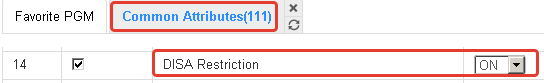 Favorite PGM Common Attributes(111)
14 DISA Restriction ON